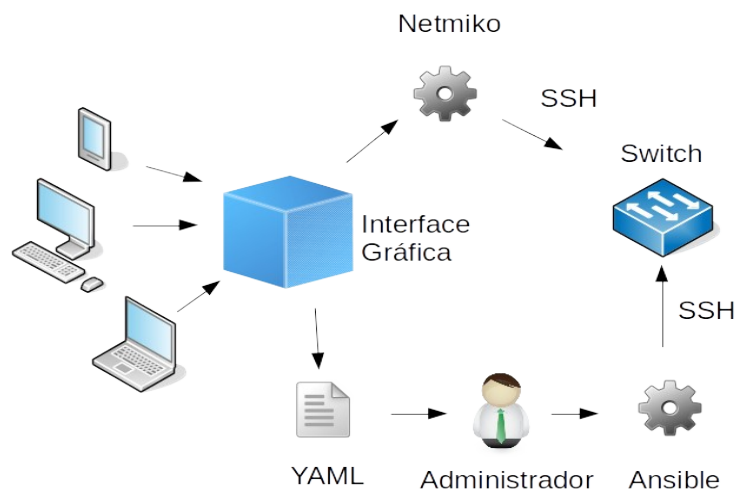 Netmiko
SSH
Switch
Interface
Gráfica
SSH
YAML
Administrador
Ansible